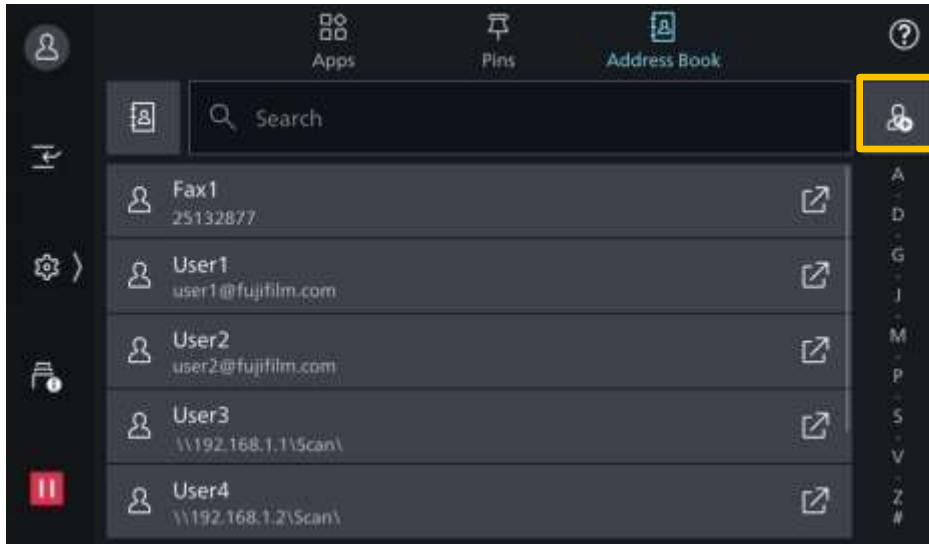 Apps
Pins
Address Book
Search
Fax1
25132877
User1
user1@fujifilm.com
User2
user2@fujifilm.com
User3
\\192.168.1.1\Scan\
User4
\\192.168.1.2\Scan\
A
D
G
J
M
P
S
V
Z
#